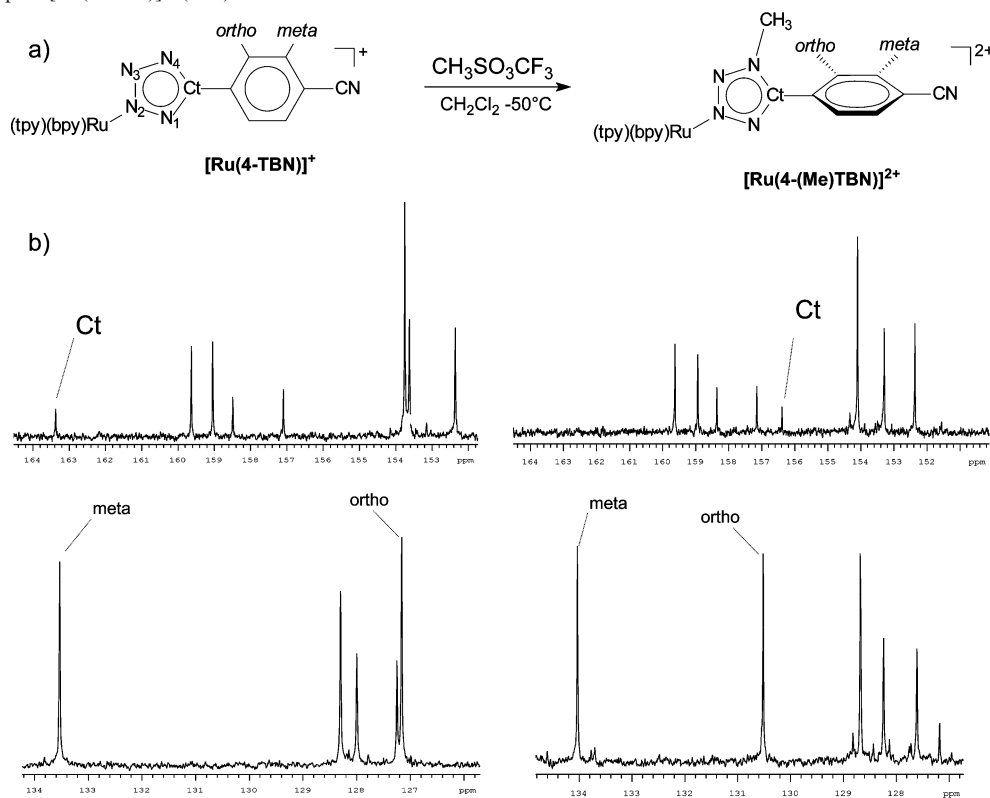 a)
ortho
meta
N3
N4
Ct
N2
N1
CN
+
(tpy)(bpy)Ru
[Ru(4-TBN)]+
CH3SO3CF3
CH2Cl2 -50°C
CH3
N
N
N
N
Ct
ortho
meta
CN
2+
(tpy)(bpy)Ru
[Ru(4-(Me)TBN)]2+
b)
Ct
164 163 162 161 160 159 158 157 156 155 154 153 ppm
Ct
164 163 162 161 160 159 158 157 156 155 154 153 152 ppm
meta
ortho
134 133 132 131 130 129 128 127 ppm
meta
ortho
134 133 132 131 130 129 128 ppm